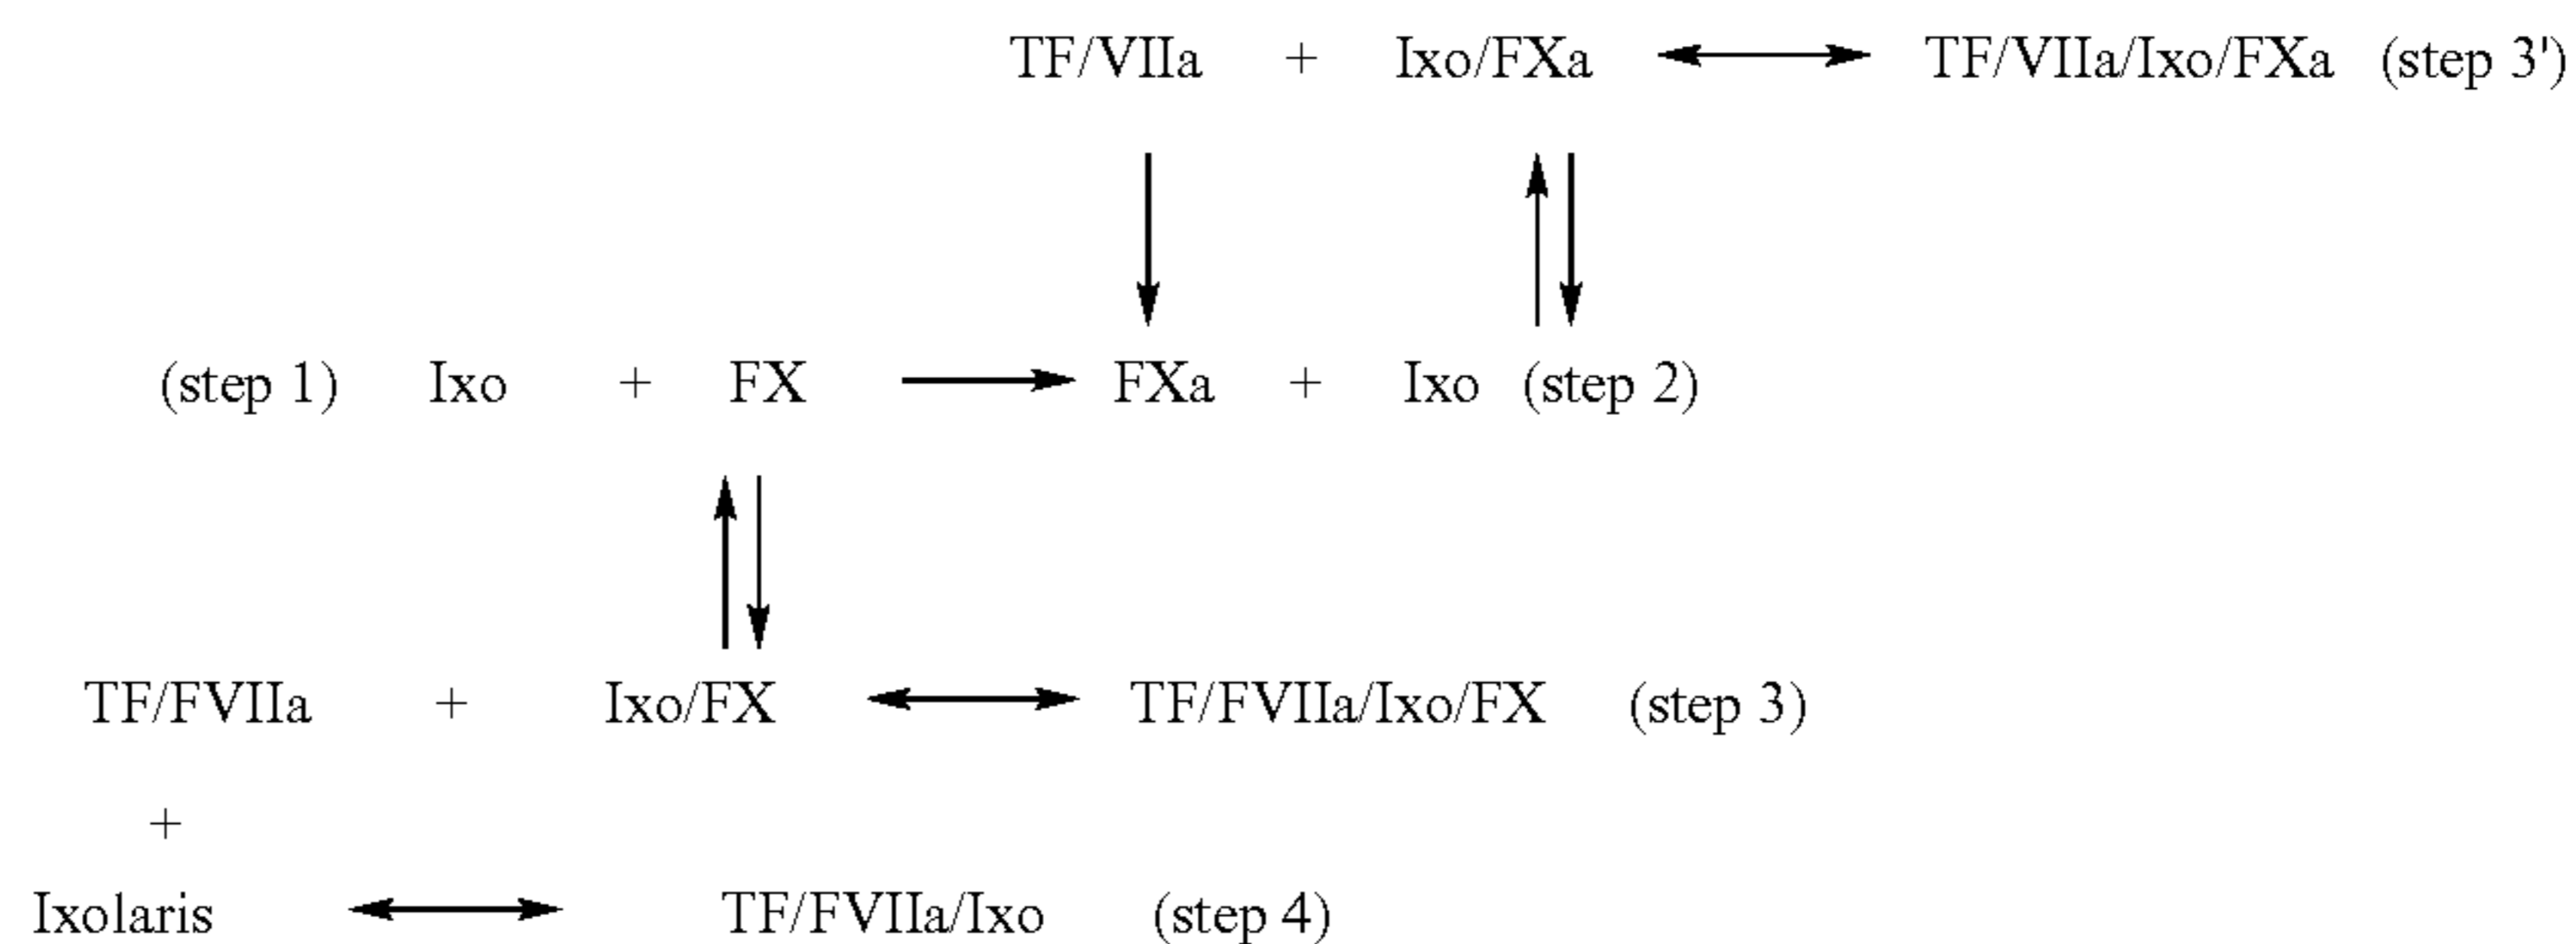 TF/VIIa + Ixo/FXa TF/VIIa/Ixo/FXa (step 3')
(step 1) Ixo + FX FXa + Ixo (step 2)
TF/FVIIa + Ixo/FX TF/FVIIa/Ixo/FX (step 3)
+
Ixolaris TF/FVIIa/Ixo (step 4)